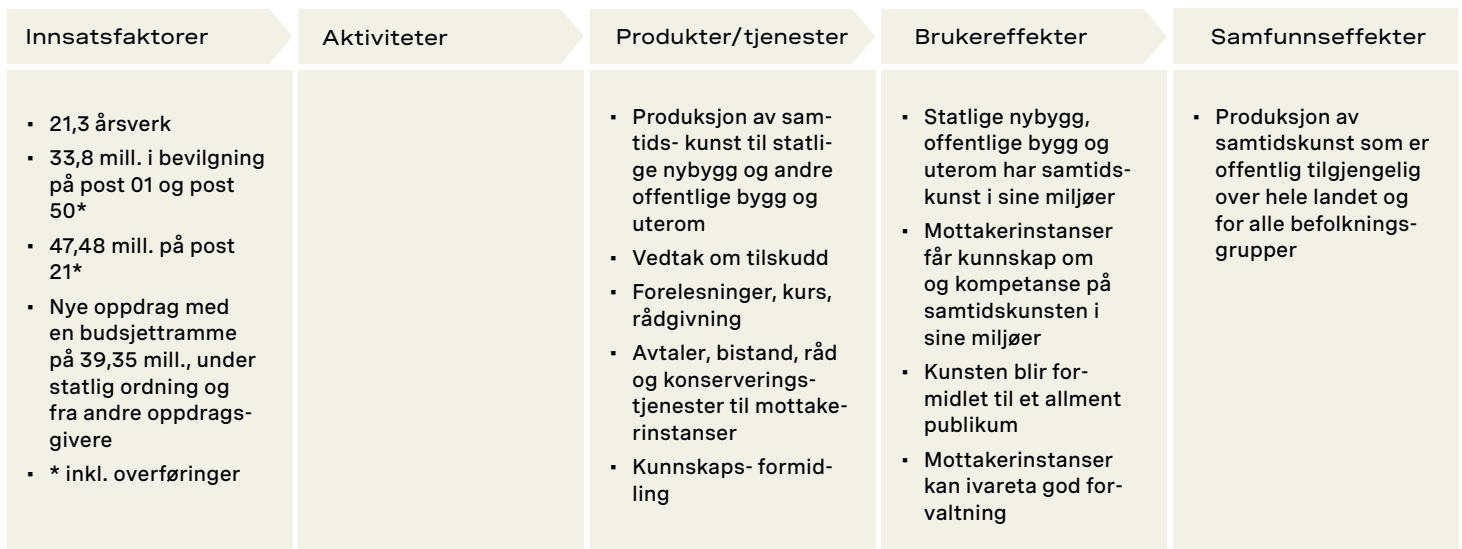 Innsatsfaktorer
Aktiviteter
Produkter/tjenester
Brukereffekter
Samfunnseffekter
▪ 21,3 årsverk
▪ 33,8 mill. i bevilgning
på post 01 og post
50*
▪ 47,48 mill. på post
21*
▪ Nye oppdrag med
en budsjettramme
på 39,35 mill., under
statlig ordning og
fra andre oppdrags-
givere
▪ * inkl. overføringer
▪ Produksjon av sam-
tids- kunst til statli-
ge nybygg og andre
offentlige bygg og
uterom
▪ Vedtak om tilskudd
▪ Forelesninger, kurs,
rådgivning
▪ Avtaler, bistand, råd
og konserverings-
tjenester til mottake-
rinstanser
▪ Kunnskaps- formid-
ling
▪ Statlige nybygg,
offentlige bygg og
uterom har samtids-
kunst i sine miljøer
▪ Mottakerinstanser
får kunnskap om
og kompetanse på
samtidskunsten i
sine miljøer
▪ Kunsten blir for-
midlet til et allment
publikum
▪ Mottakerinstanser
kan ivareta god for-
valtning
▪ Produksjon av
samtidskunst som er
offentlig tilgjengelig
over hele landet og
for alle befolknings-
grupper